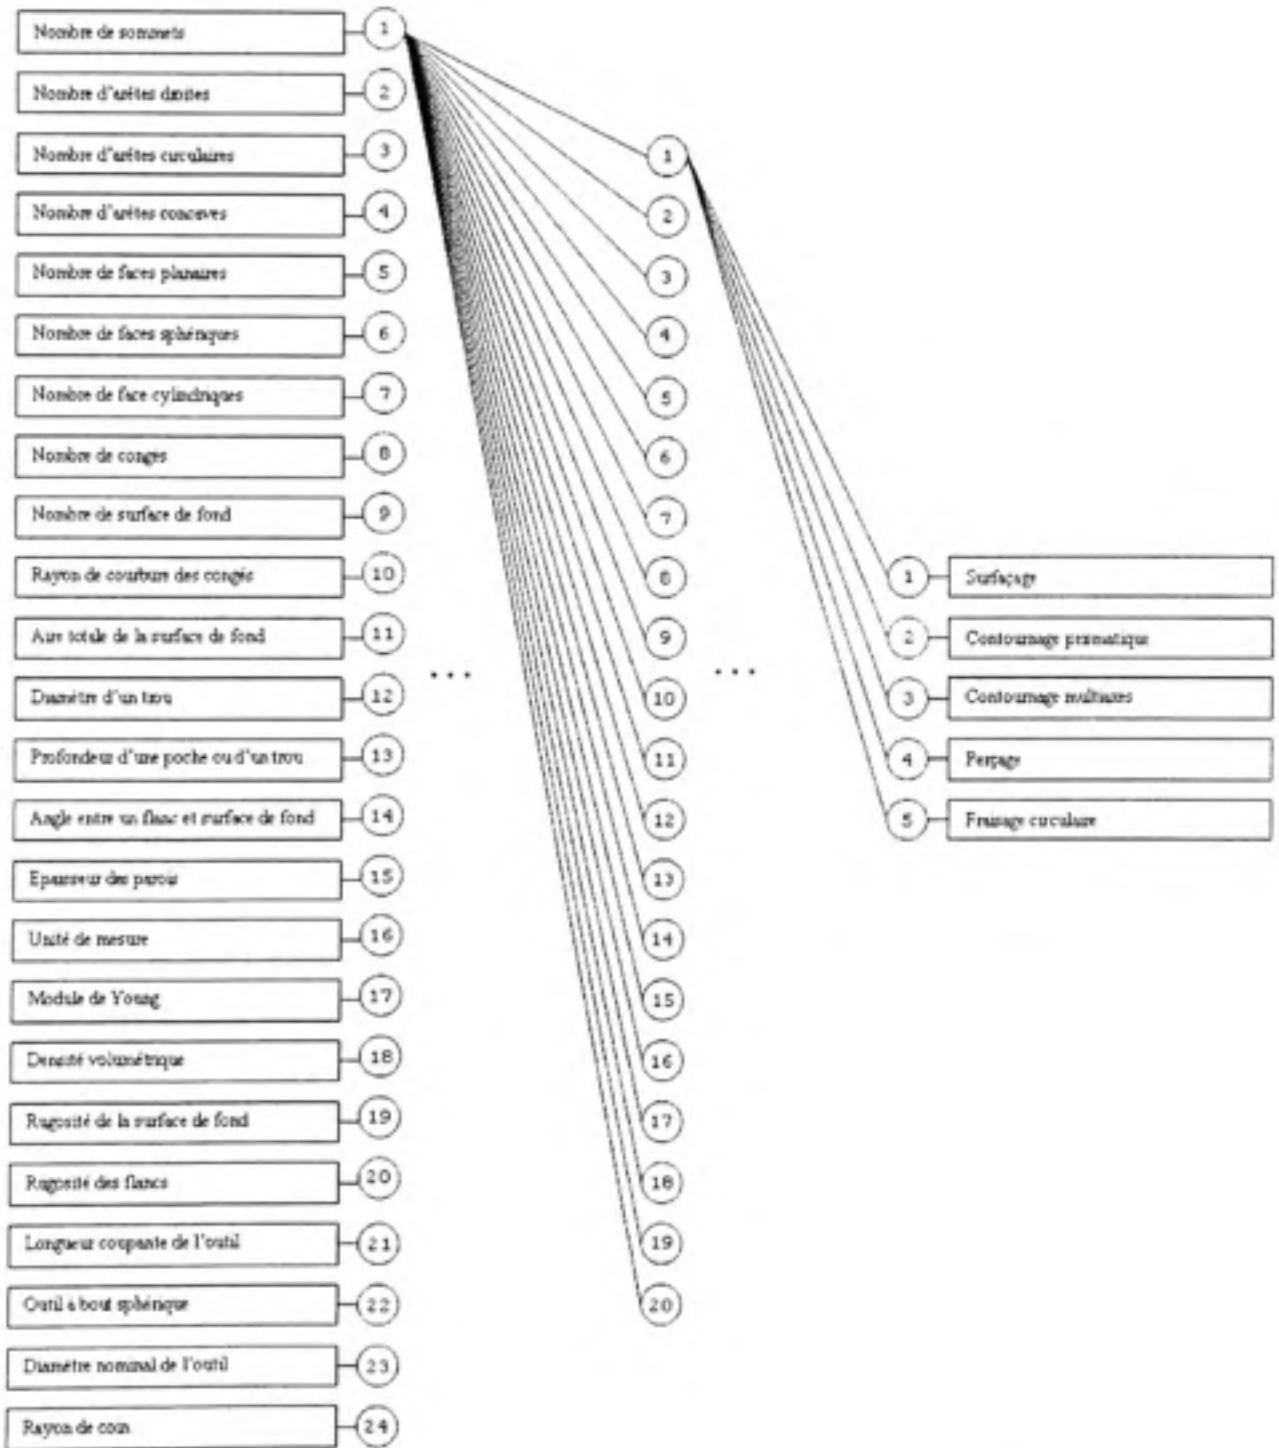 Nombre de sommets 1
Nombre d'arêtes droites 2
Nombre d'arêtes circulaires 3
Nombre d'arêtes concaves 4
Nombre de faces planaires 5
Nombre de faces sphériques 6
Nombre de face cylindriques 7
Nombre de congés 8
Nombre de surface de fond 9
Rayon de courbure des congés 10
Aire totale de la surface de fond 11
Diamètre d'un trou 12
Profondeur d'une poche ou d'un trou 13
Angle entre un flanc et surface de fond 14
Epaisseur des parois 15
Unité de mesure 16
Module de Young 17
Densité volumétrique 18
Rugosité de la surface de fond 19
Rugosité des flancs 20
Longueur coupante de l'outil 21
Outil à bout sphérique 22
Diamètre nominal de l'outil 23
Rayon de coin 24
...
1
2
3
4
5
6
7
8
9
10
11
12
13
14
15
16
17
18
19
20
...
1 Surfaçage
2 Contournage prismatique
3 Contournage multiaxes
4 Perçage
5 Fraisage circulaire